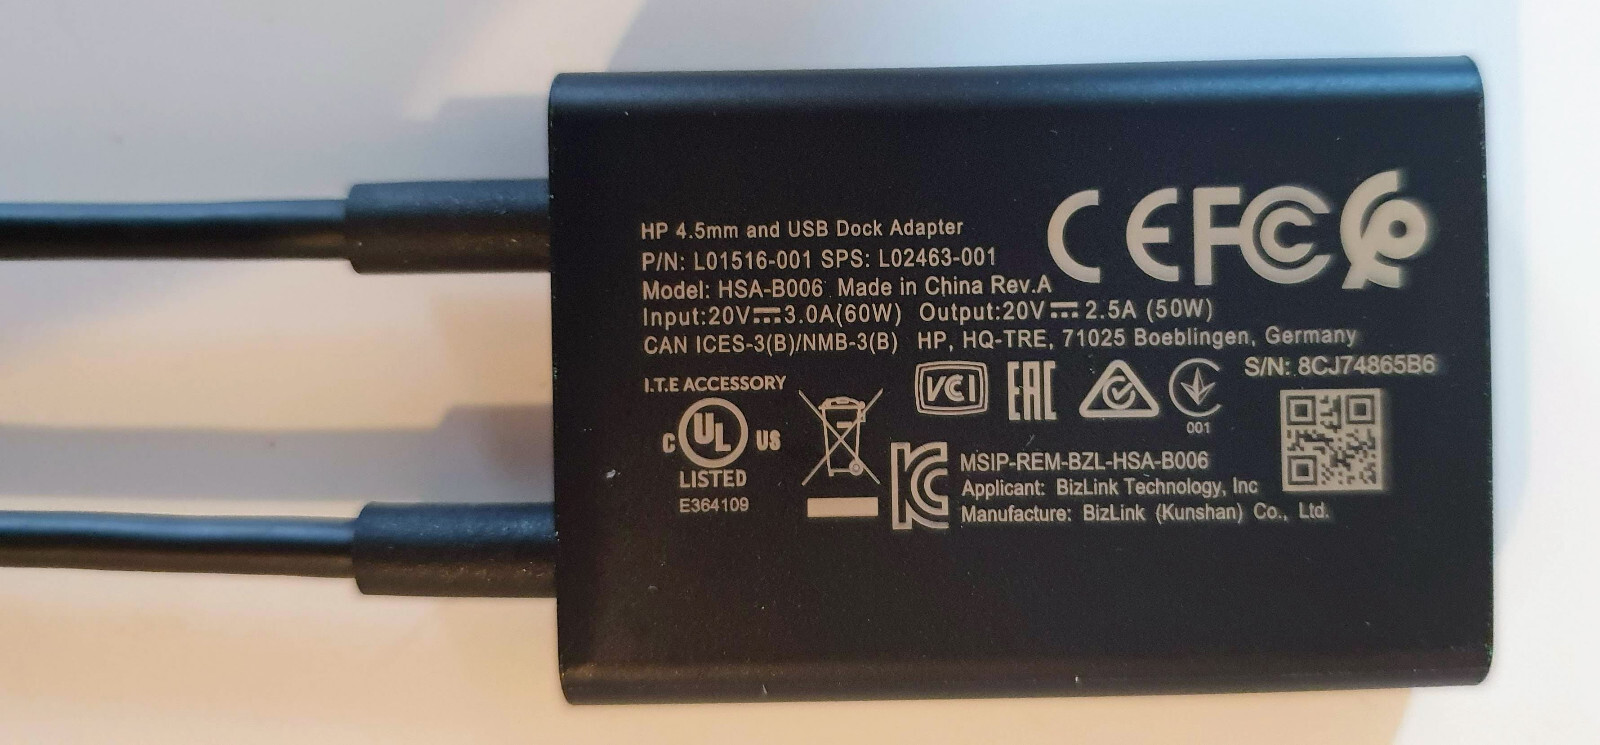 HP 4.5mm and USB Dock Adapter
P/N: L01516-001 SPS: L02463-001
Model: HSA-B006 Made in China Rev.A
Input:20V⎓3.0A(60W) Output:20V⎓2.5A (50W)
CAN ICES-3(B)/NMB-3(B) HP, HQ-TRE, 71025 Boeblingen, Germany
CE FC
S/N: 8CJ74865B6
I.T.E ACCESSORY
C UL US
LISTED
E364109
VCI EAC
001
KC
MSIP-REM-BZL-HSA-B006
Applicant: BizLink Technology, Inc
Manufacture: BizLink (Kunshan) Co., Ltd.